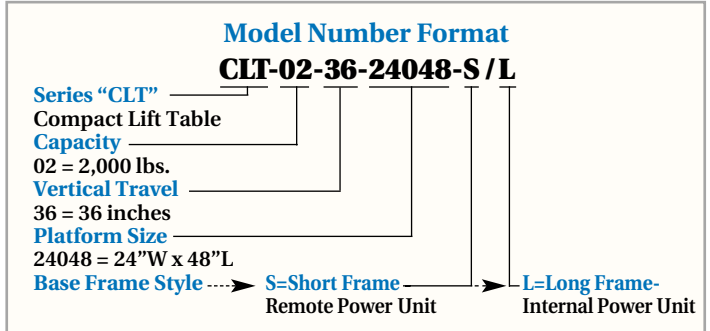 Model Number Format
CLT-02-36-24048-S / L
Series “CLT”
Compact Lift Table
Capacity
02 = 2,000 lbs.
Vertical Travel
36 = 36 inches
Platform Size
24048 = 24”W x 48”L
Base Frame Style S=Short Frame L=Long Frame-
Remote Power Unit Internal Power Unit